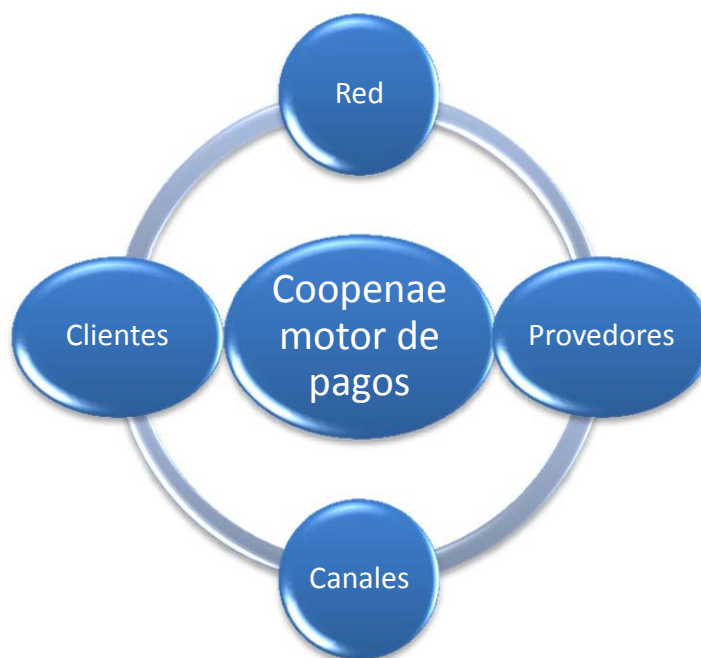 Red
Clientes
Coopenae
motor de
pagos
Provedores
Canales